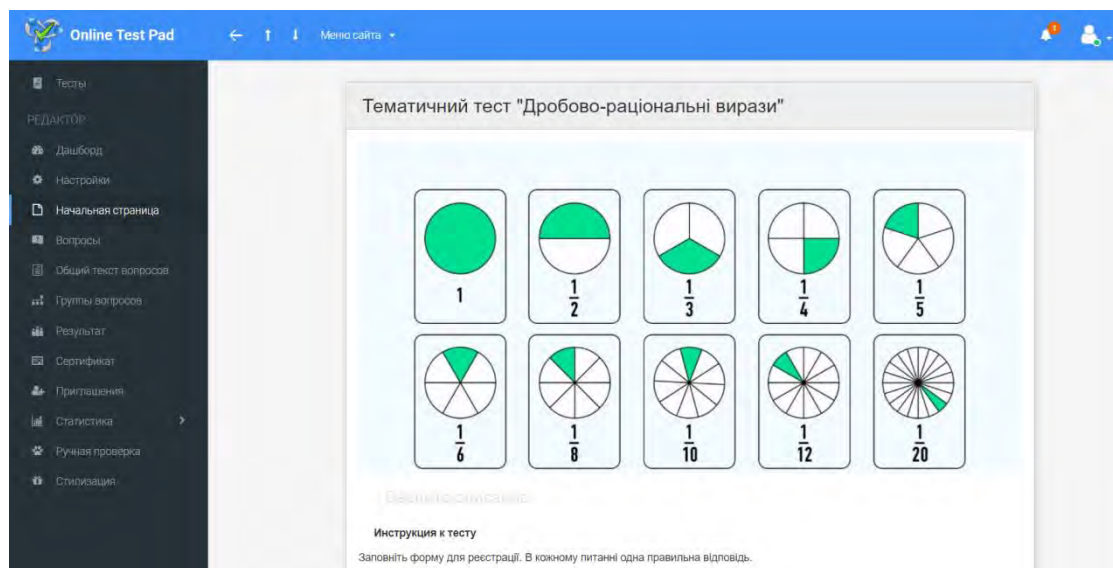 Online Test Pad
Меню сайта
1
Тесты
РЕДАКТОР
Дашборд
Настройки
Начальная страница
Вопросы
Общий текст вопросов
Группы вопросов
Результат
Сертификат
Приглашения
Статистика
Ручная проверка
Стилизация
Тематичний тест "Дробово-раціональні вирази"
1
1/2
1/3
1/4
1/5
1/6
1/8
1/10
1/12
1/20
Введите описание
Инструкция к тесту
Заповніть форму для реєстрації. В кожному питанні одна правильна відповідь.